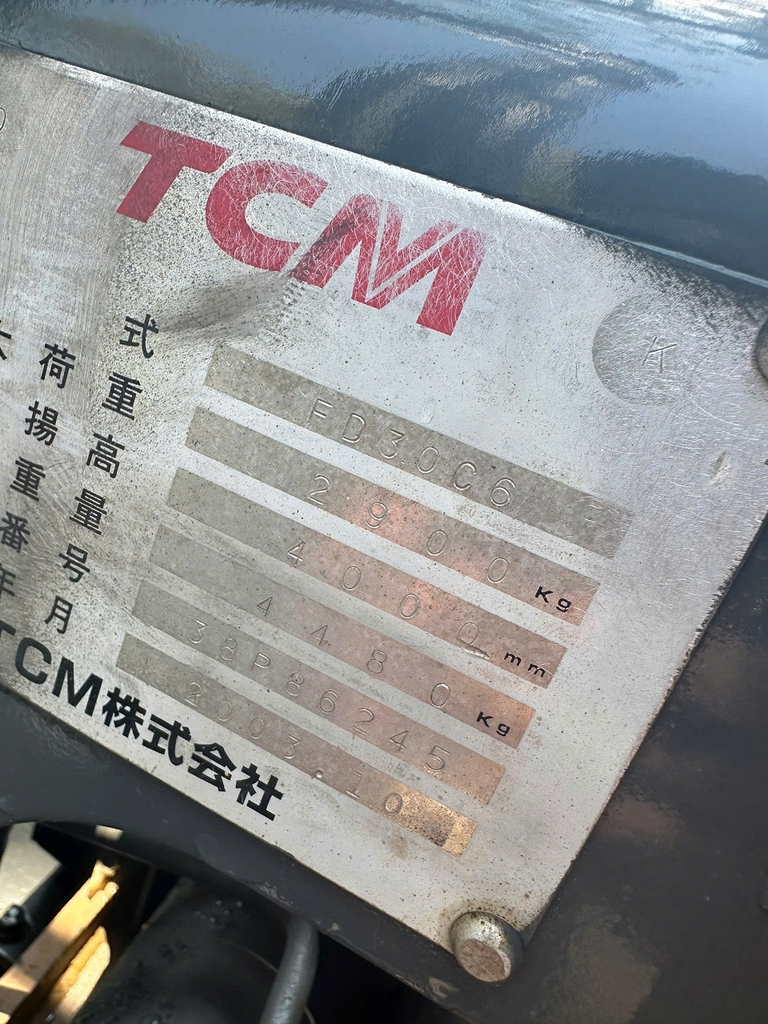 TCM
K
式 FD30C6
荷重 2900 Kg
揚高 4000 mm
重量 4480 Kg
番号 38P86245
年月 2003.10
TCM株式会社